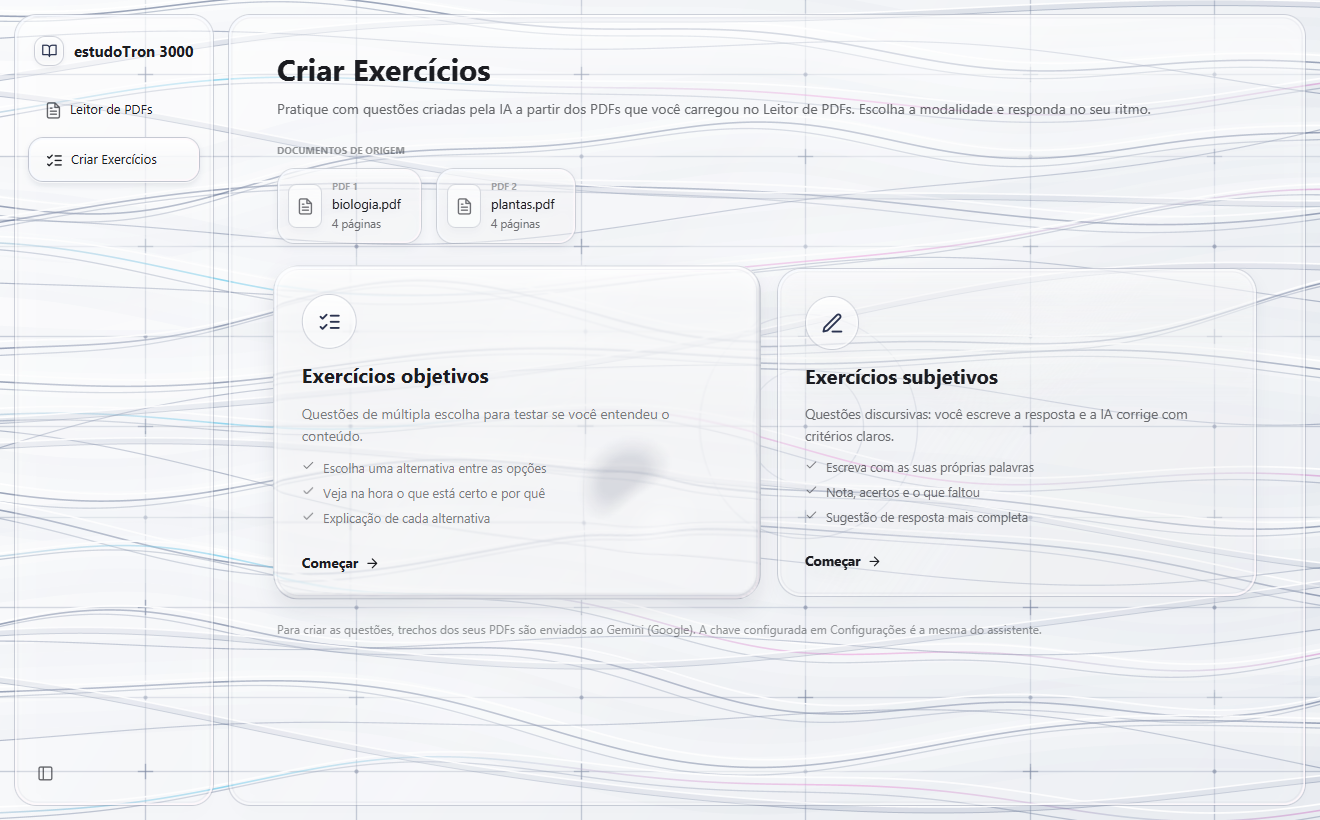 estudoTron 3000
Leitor de PDFs
Criar Exercícios
Criar Exercícios
Pratique com questões criadas pela IA a partir dos PDFs que você carregou no Leitor de PDFs. Escolha a modalidade e responda no seu ritmo.
DOCUMENTOS DE ORIGEM
PDF 1
biologia.pdf
4 páginas
PDF 2
plantas.pdf
4 páginas
Exercícios objetivos
Questões de múltipla escolha para testar se você entendeu o
conteúdo.
Escolha uma alternativa entre as opções
Veja na hora o que está certo e por quê
Explicação de cada alternativa
Começar
Exercícios subjetivos
Questões discursivas: você escreve a resposta e a IA corrige com
critérios claros.
Escreva com as suas próprias palavras
Nota, acertos e o que faltou
Sugestão de resposta mais completa
Começar
Para criar as questões, trechos dos seus PDFs são enviados ao Gemini (Google). A chave configurada em Configurações é a mesma do assistente.